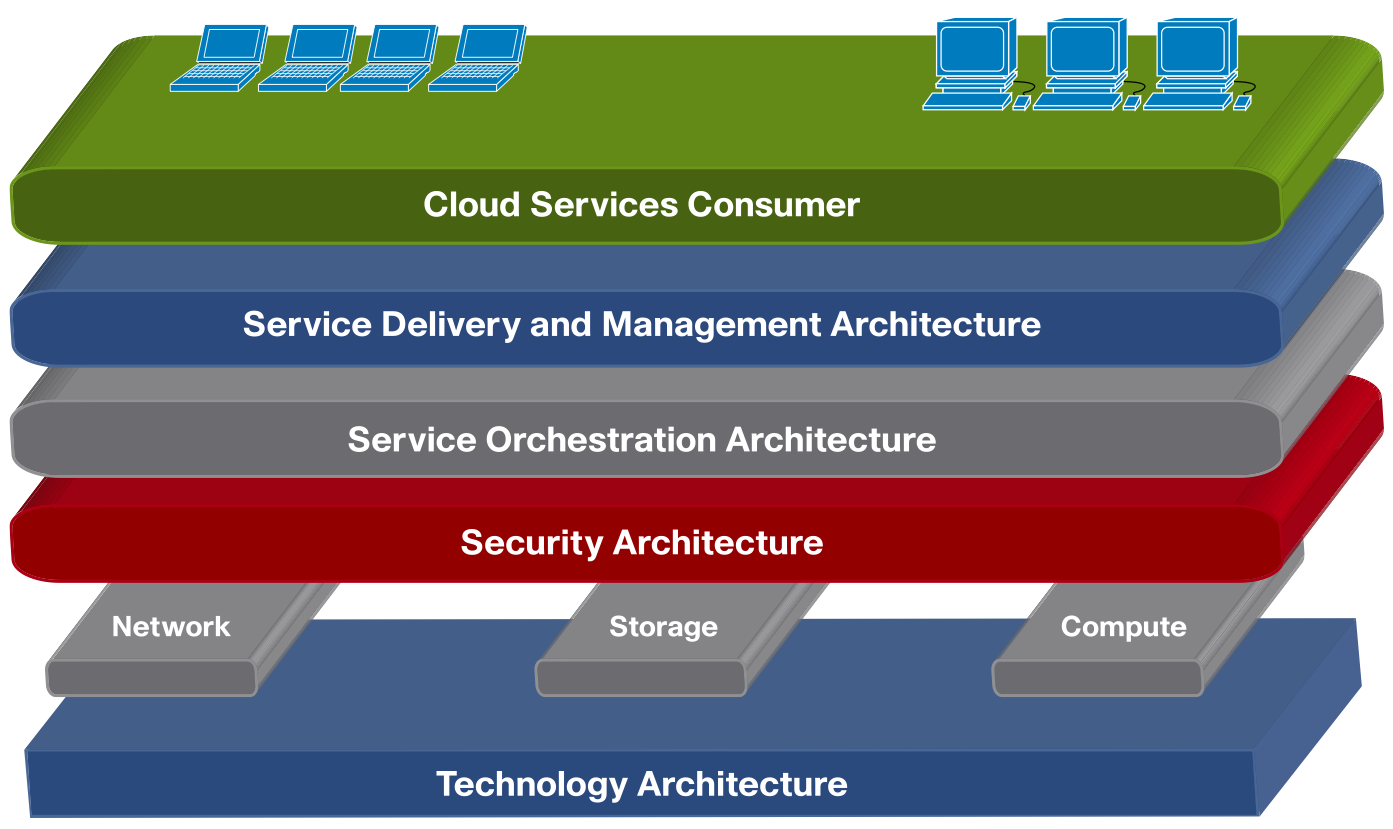 Cloud Services Consumer
Service Delivery and Management Architecture
Service Orchestration Architecture
Security Architecture
Network
Storage
Compute
Technology Architecture